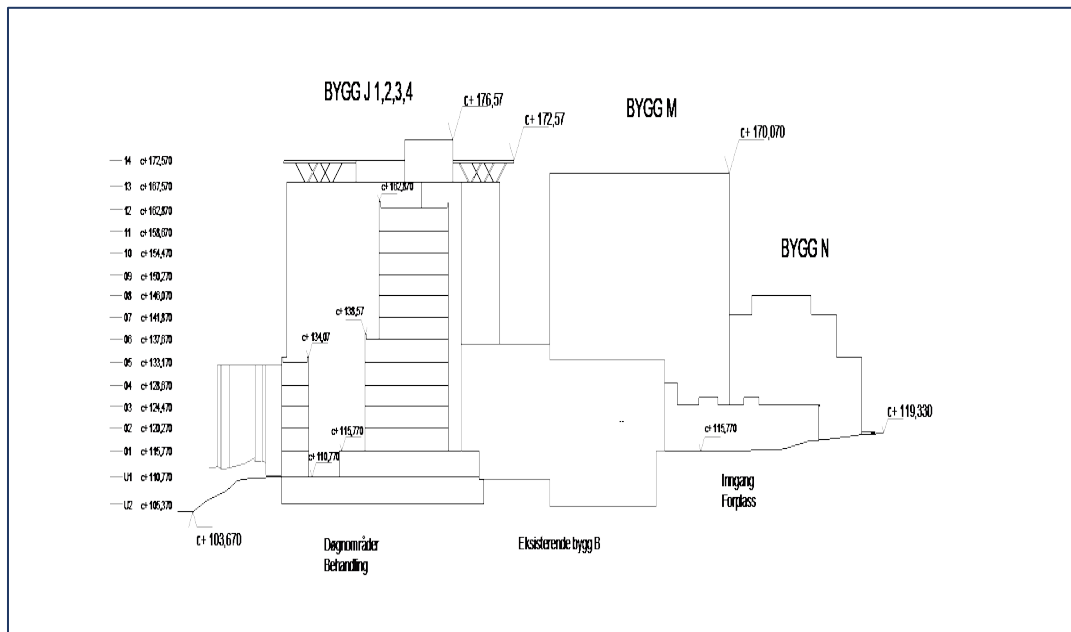 BYGG J 1,2,3,4
c+ 176,57
c+ 172,57
BYGG M
c+ 170,070
BYGG N
14 c+ 172,570
13 c+ 167,570
12 c+ 162,870
11 c+ 158,670
10 c+ 154,470
09 c+ 150,270
08 c+ 146,070
07 c+ 141,870
06 c+ 137,670
05 c+ 133,170
04 c+ 128,670
03 c+ 124,470
02 c+ 120,270
01 c+ 115,770
U1 c+ 110,770
U2 c+ 105,370
c+ 162,870
c+ 138,57
c+ 134,07
c+ 115,770
c+ 110,770
c+ 119,330
c+ 115,770
c+ 103,670
Inngang
Forplass
Døgnområder
Behandling
Eksisterende bygg B